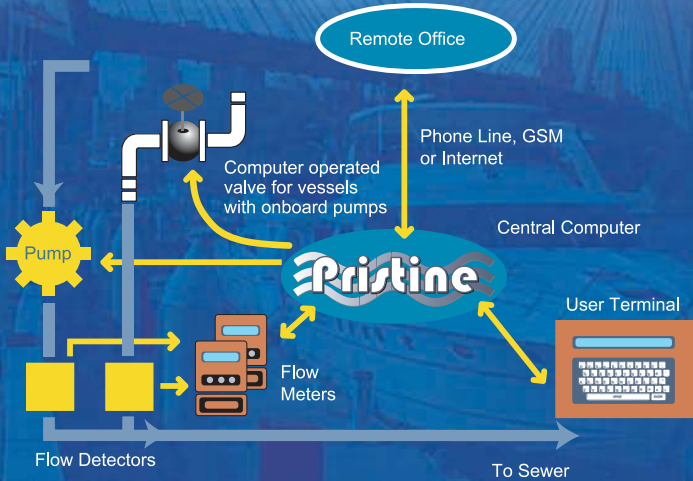 Remote Office
Phone Line, GSM
or Internet
Computer operated
valve for vessels
with onboard pumps
Central Computer
Pump
Pristine
User Terminal
Flow
Meters
Flow Detectors
To Sewer